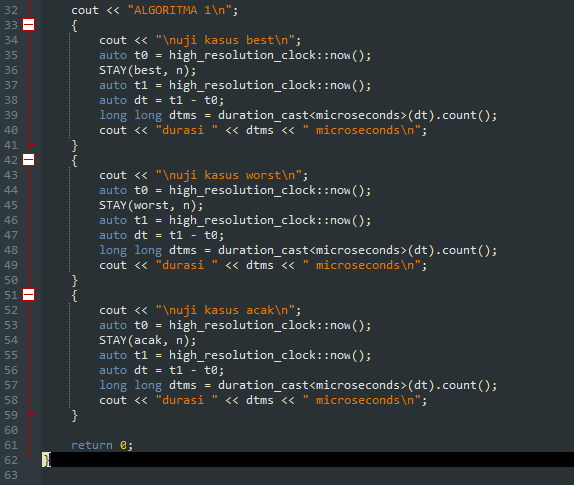 32 cout << "ALGORITMA 1\n";
33 {
34 cout << "\nuji kasus best\n";
35 auto t0 = high_resolution_clock::now();
36 STAY(best, n);
37 auto t1 = high_resolution_clock::now();
38 auto dt = t1 - t0;
39 long long dtms = duration_cast<microseconds>(dt).count();
40 cout << "durasi " << dtms << " microseconds\n";
41 }
42 {
43 cout << "\nuji kasus worst\n";
44 auto t0 = high_resolution_clock::now();
45 STAY(worst, n);
46 auto t1 = high_resolution_clock::now();
47 auto dt = t1 - t0;
48 long long dtms = duration_cast<microseconds>(dt).count();
49 cout << "durasi " << dtms << " microseconds\n";
50 }
51 {
52 cout << "\nuji kasus acak\n";
53 auto t0 = high_resolution_clock::now();
54 STAY(acak, n);
55 auto t1 = high_resolution_clock::now();
56 auto dt = t1 - t0;
57 long long dtms = duration_cast<microseconds>(dt).count();
58 cout << "durasi " << dtms << " microseconds\n";
59 }
60
61 return 0;
62 }
63